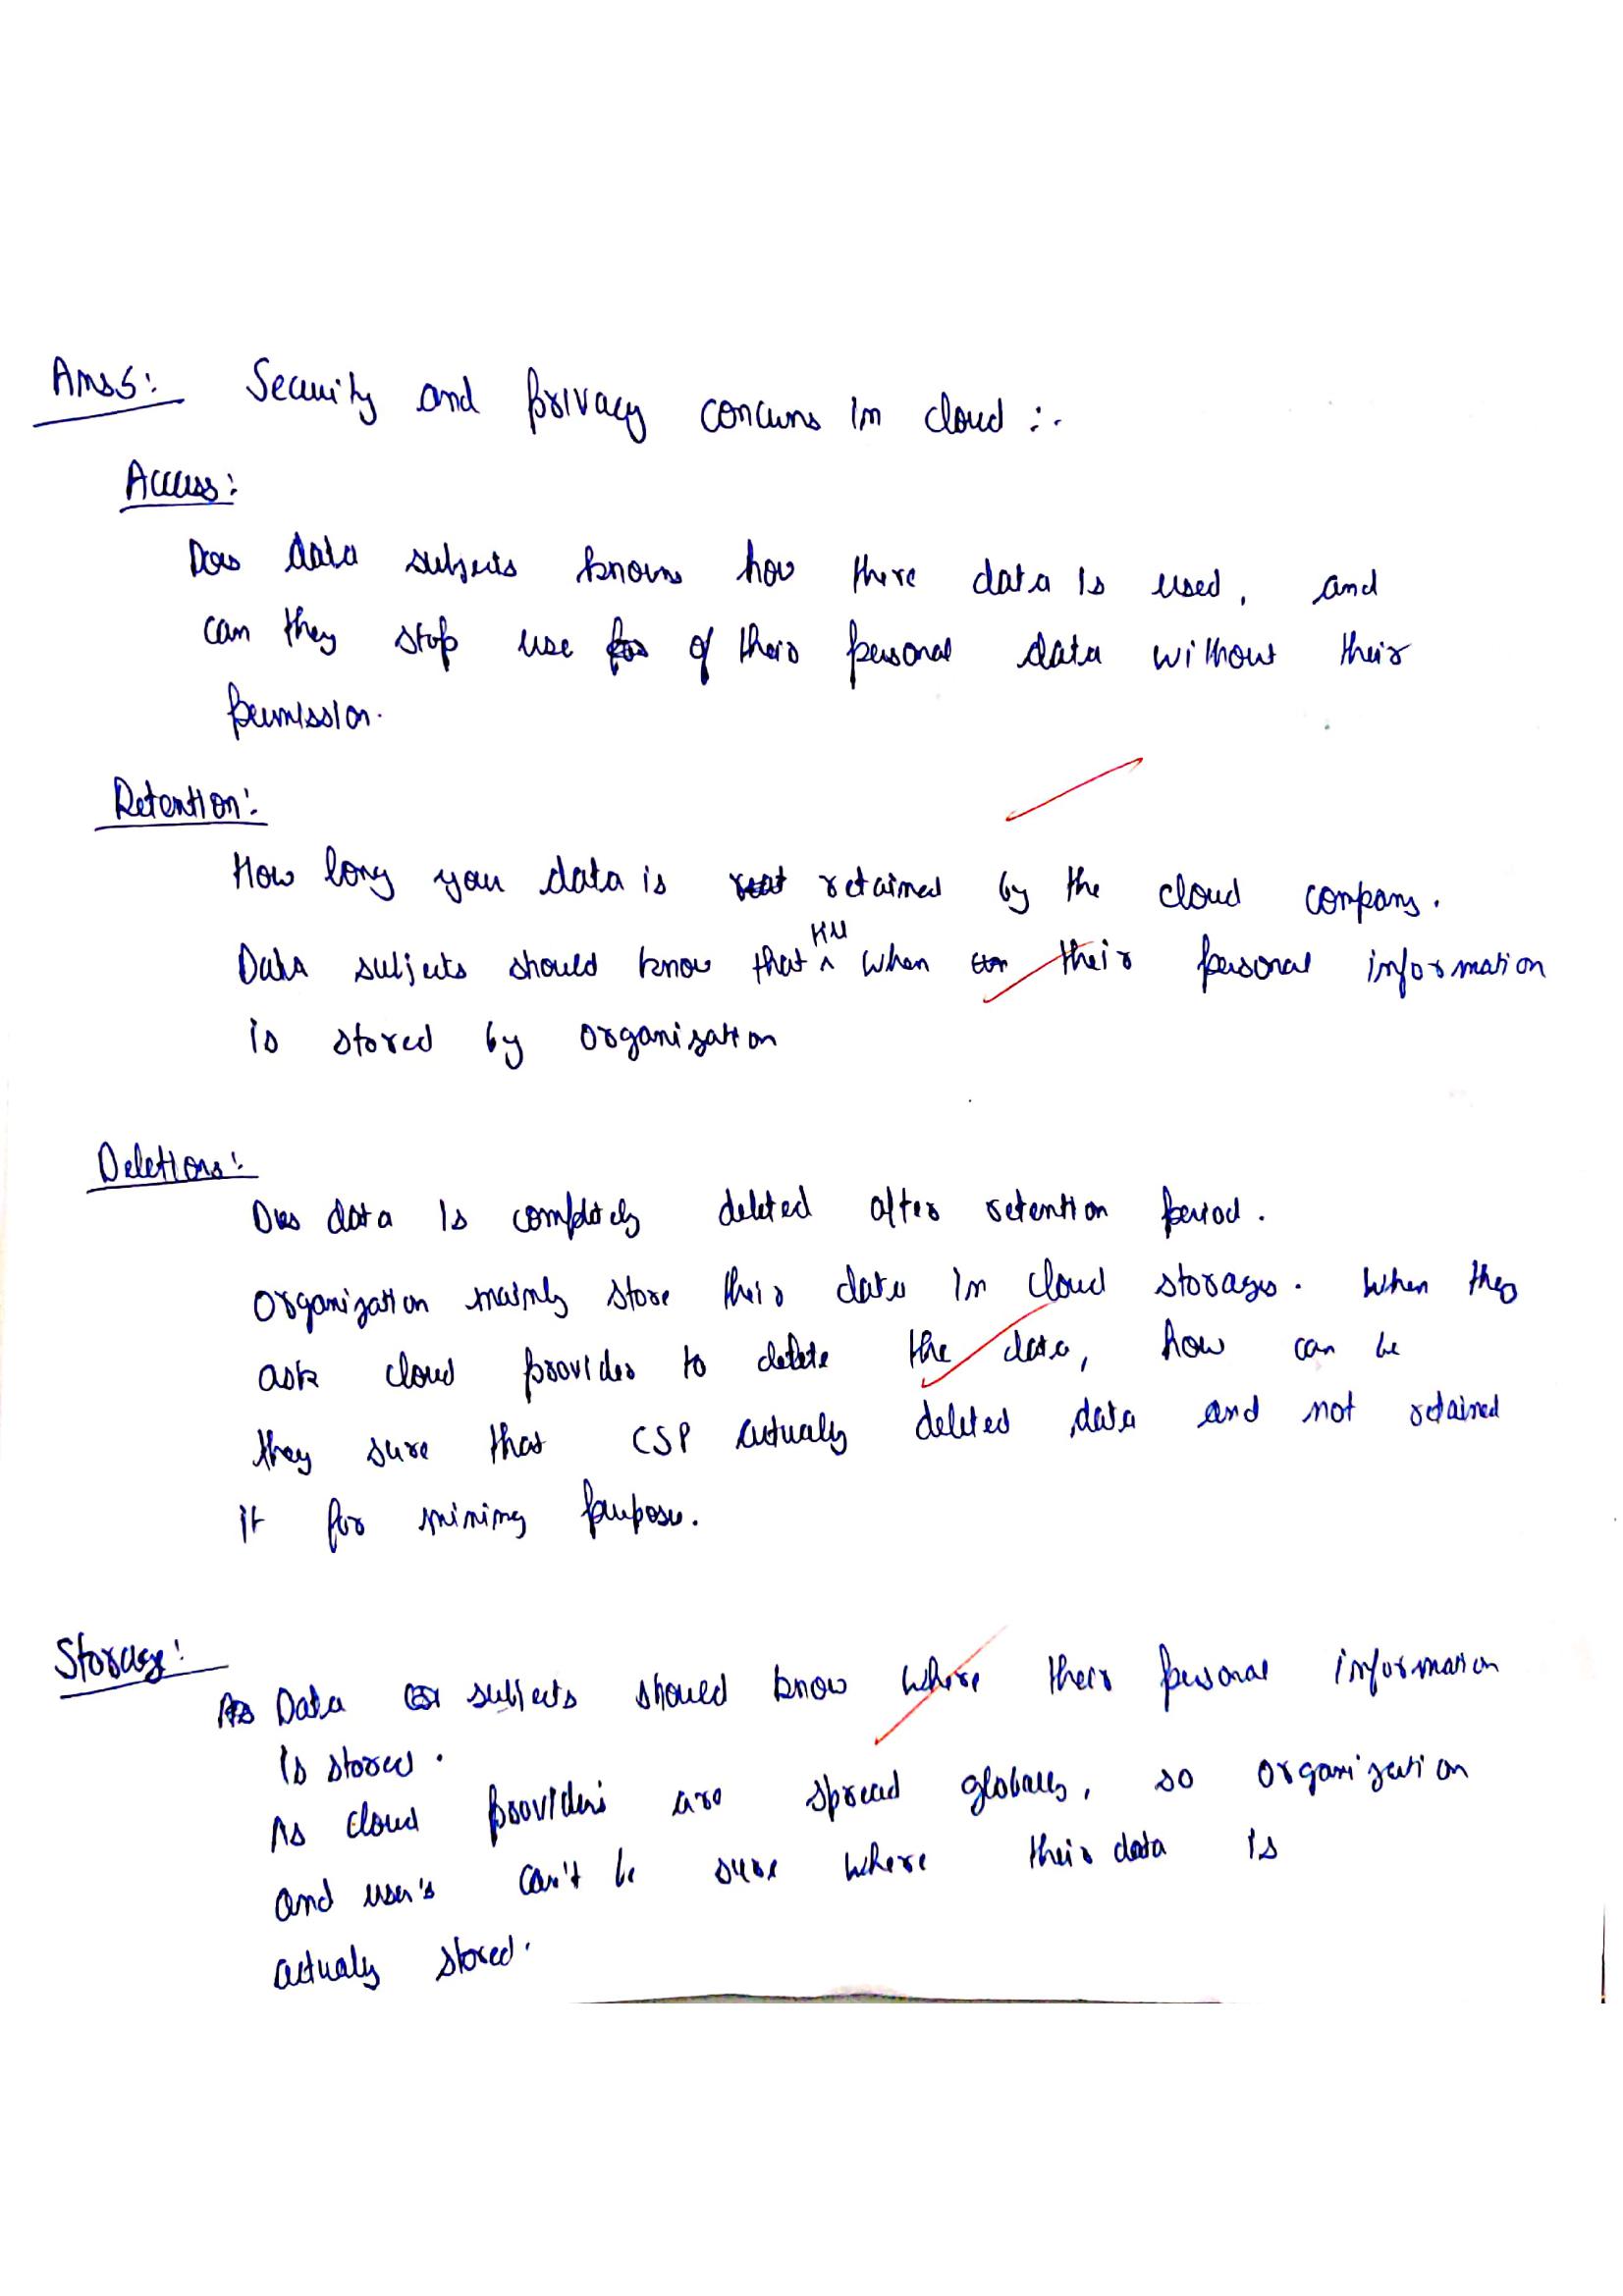 Ans5: Security and privacy concerns in cloud :-
Access:
Does data subjects knows how there data is used, and
can they stop use for of their personal data without their
permission.
Retention:
How long your data is retained by the cloud company.
Data subjects should know that till when their personal information
is stored by organisation
Deletions:
Does data is completely deleted after retention period.
Organization mainly store their data in cloud storages. When they
ask cloud provider to delete the data, how can be
they sure that CSP actually deleted data and not retained
it for mining purpose.
Storage:
As Data subjects should know where their personal information
is stored.
As cloud providers are spread globally, so organization
and user's can't be sure where their data is
actually stored.